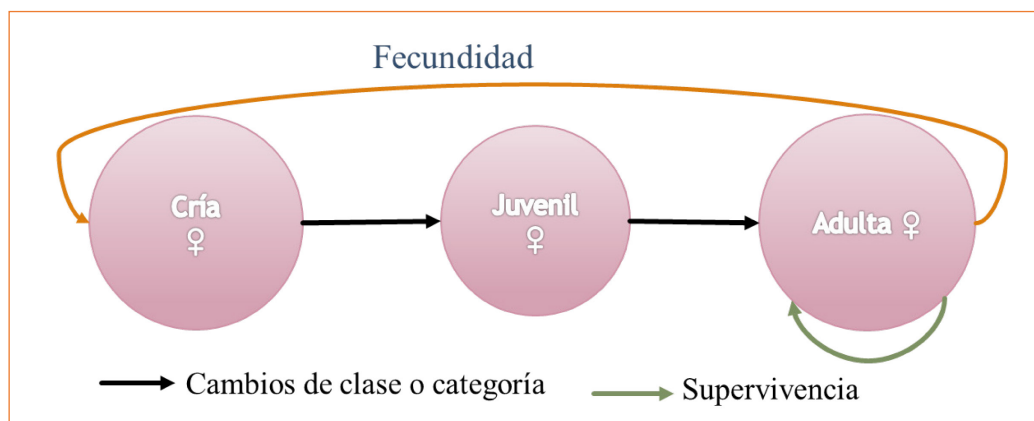 Fecundidad
Cría
♀
Juvenil
♀
Adulta ♀
Cambios de clase o categoría
Supervivencia